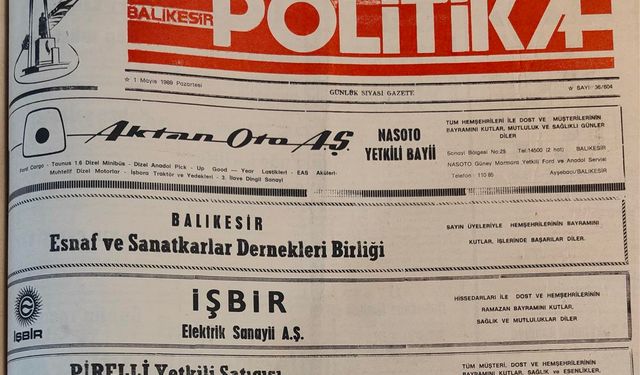 BALIKESİR
POLİTİKA
☆ 1 Mayıs 1989 Pazartesi
GÜNLÜK SİYASİ GAZETE
☆ SAYI : 36/604
Aktan Oto A.Ş.
Ford Cargo - Taunus 1.6 Dizel Minibüs - Dizel Anadol Pick - Up Good — Year Lastikleri - EAS Aküleri-
Muhtelif Dizel Motorlar - İşbora Traktör ve Yedekleri - 3. İlave Dingil Sanayi
NASOTO
YETKİLİ BAYİİ
TÜM HEMŞEHRİLERİ İLE DOST VE MÜŞTERİLERİNİN
BAYRAMINI KUTLAR, MUTLULUK VE SAĞLIKLI GÜNLER
DİLER
Sanayi Bölgesi No:29. Tel:14500 (2 hat) BALIKESİR
NASOTO Güney Marmara Yetkili Ford ve Anadol Servisi
Telefon : 110 85 Ayşebacı/BALIKESİR
BALIKESİR
Esnaf ve Sanatkarlar Dernekleri Birliği
SAYIN ÜYELERİYLE HEMŞEHRİLERİNİN BAYRAMINI
KUTLAR, İŞLERİNDE BAŞARILAR DİLER.
İŞBİR
İŞBİR
Elektrik Sanayii A.Ş.
HİSSEDARLARI İLE DOST VE HEMŞEHRİLERİNİN
RAMAZAN BAYRAMINI KUTLAR,
SAĞLIK VE MUTLULUKLAR DİLER
PİRELLİ Yetkili Satıcısı
TÜM MÜŞTERİ, DOST VE HEMŞEHRİLERİNİN
BAYRAMINI KUTLAR, SAĞLIK VE ESENLİKLER,